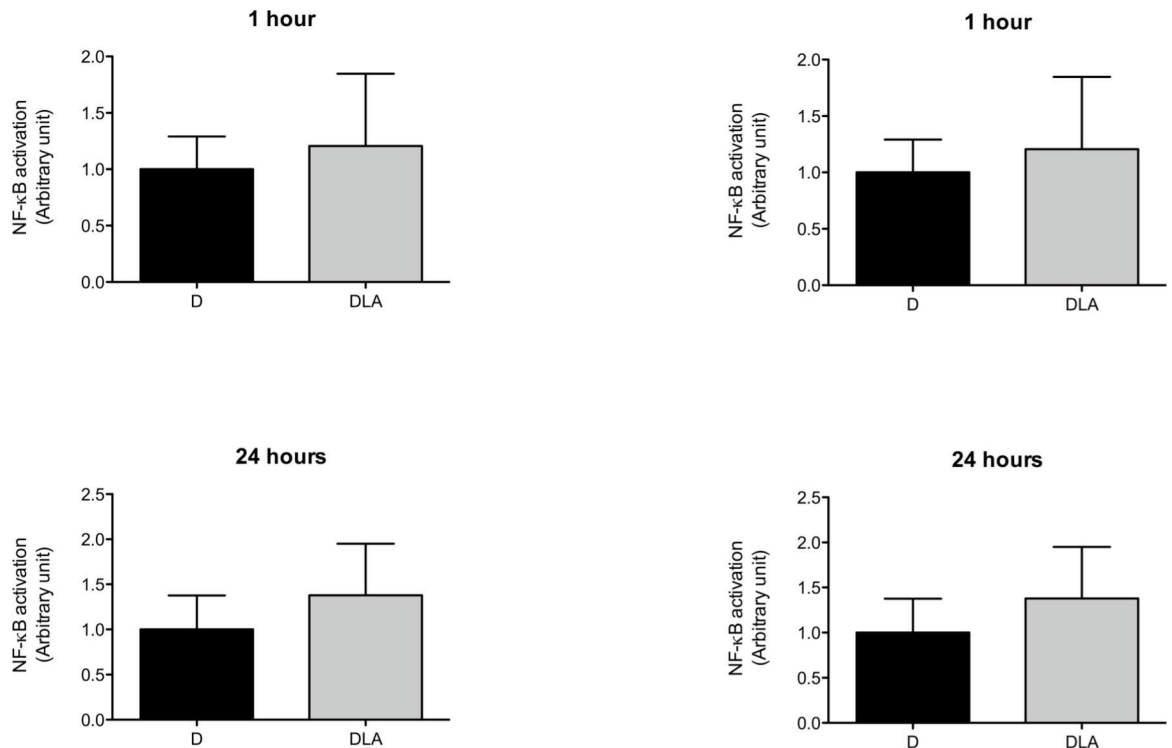 1 hour
NF-κB activation
(Arbitrary unit)
2.0
1.5
1.0
0.5
0.0
D DLA
1 hour
NF-κB activation
(Arbitrary unit)
2.0
1.5
1.0
0.5
0.0
D DLA
24 hours
NF-κB activation
(Arbitrary unit)
2.5
2.0
1.5
1.0
0.5
0.0
D DLA
24 hours
NF-κB activation
(Arbitrary unit)
2.5
2.0
1.5
1.0
0.5
0.0
D DLA